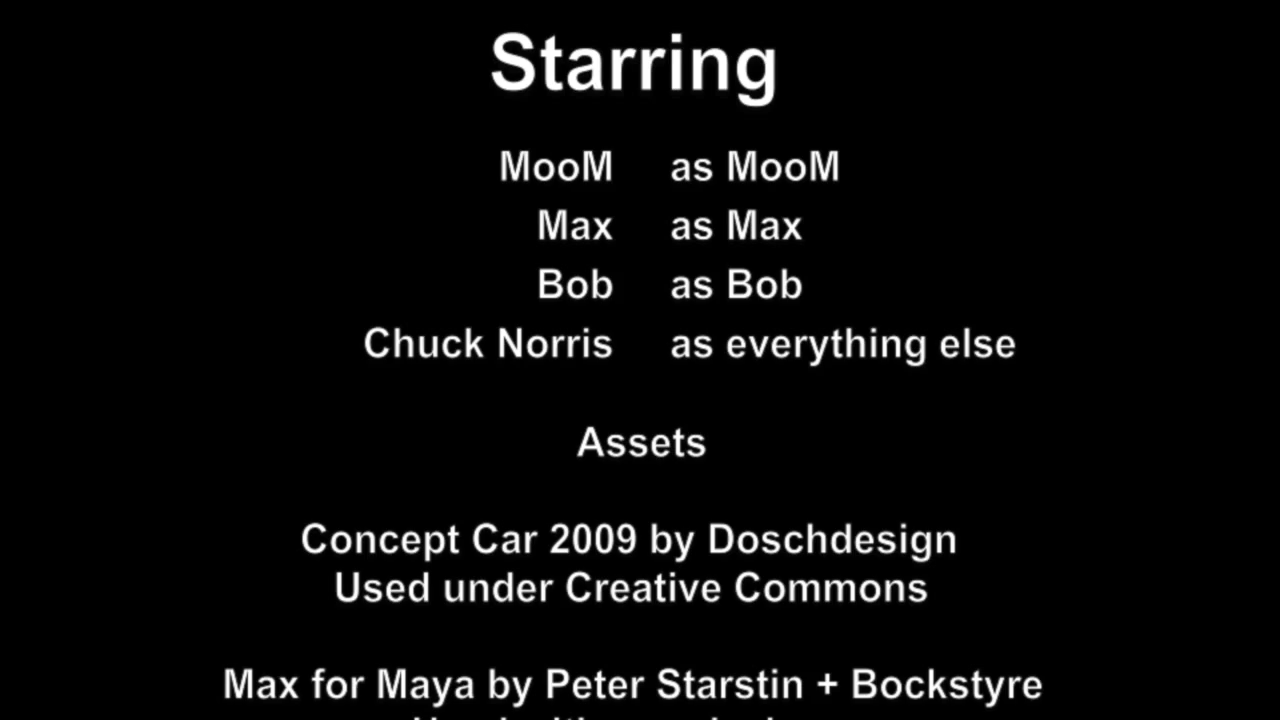 Starring
MooM as MooM
Max as Max
Bob as Bob
Chuck Norris as everything else
Assets
Concept Car 2009 by Doschdesign
Used under Creative Commons
Max for Maya by Peter Starstin + Bockstyre